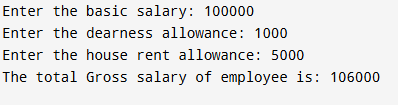 Enter the basic salary: 100000
Enter the dearness allowance: 1000
Enter the house rent allowance: 5000
The total Gross salary of employee is: 106000